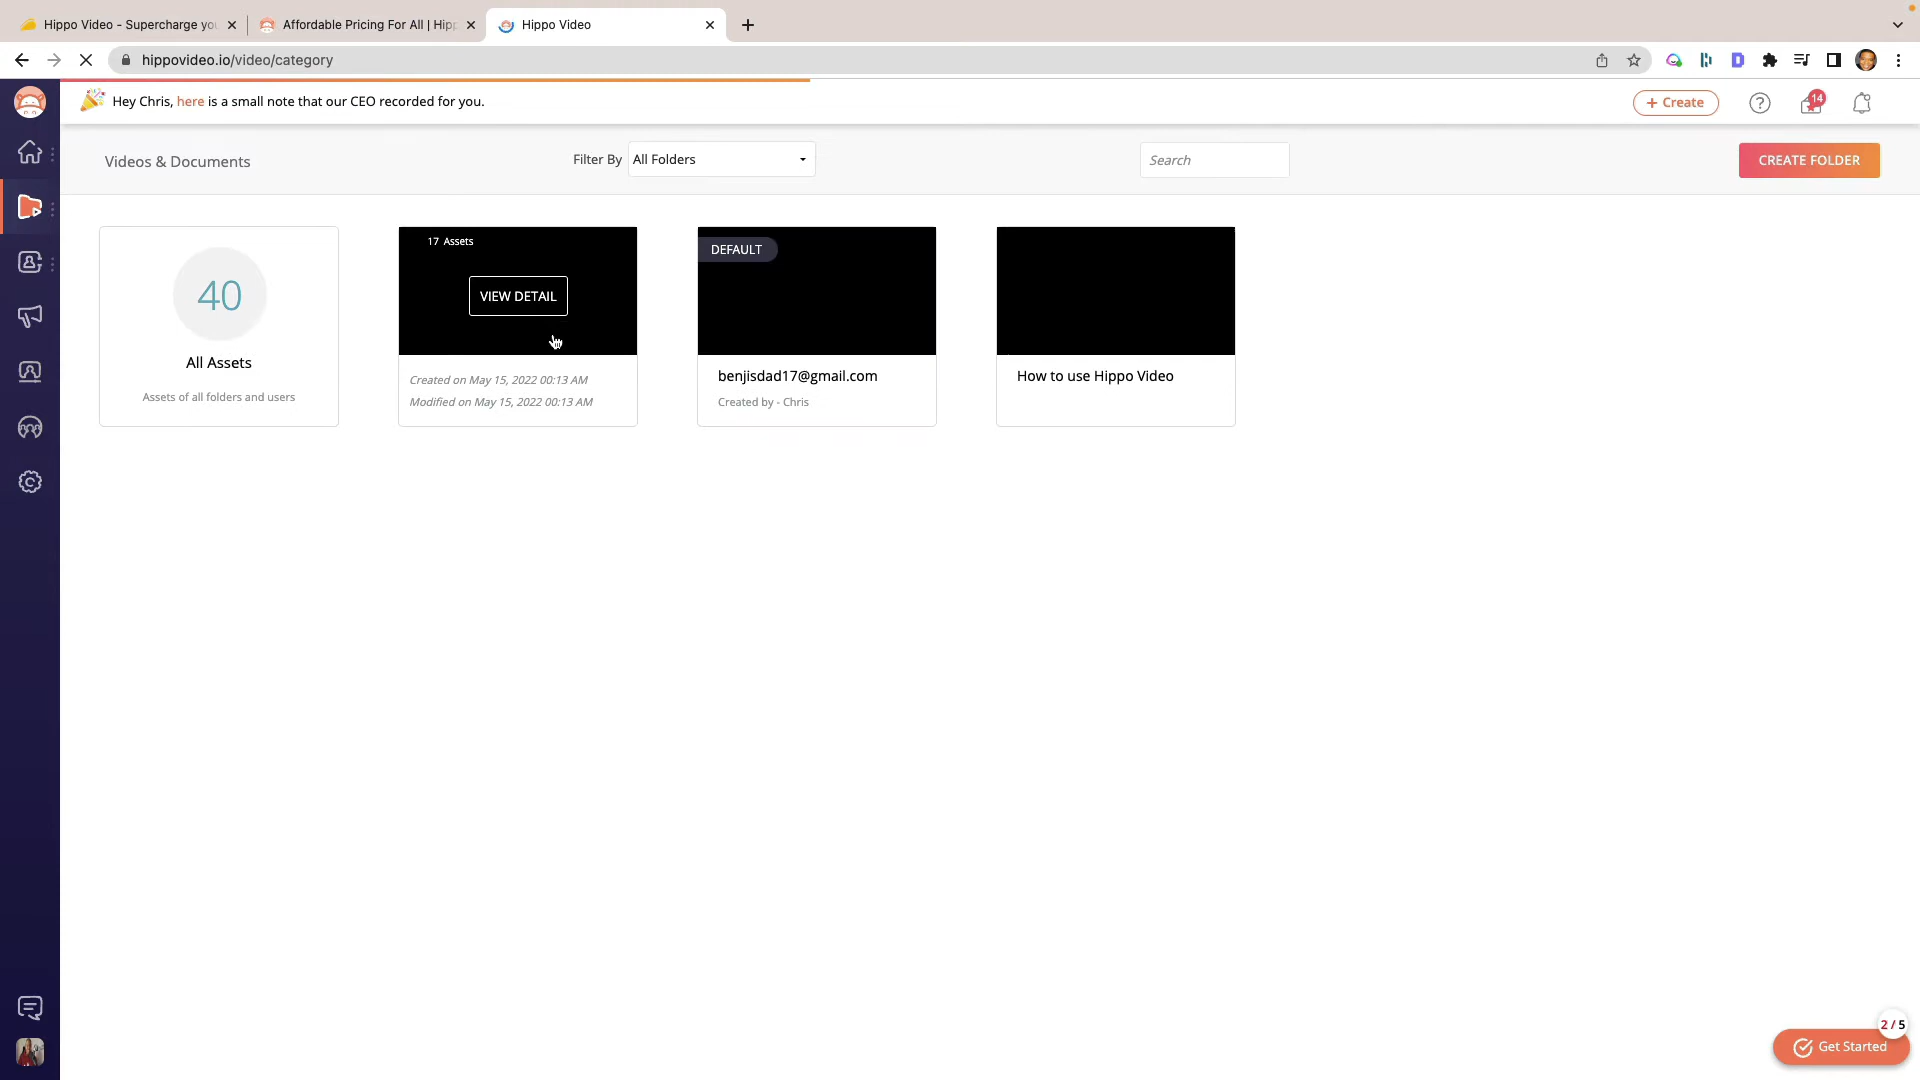 Hippo Video - Supercharge you
Affordable Pricing For All | Hipp
Hippo Video
hippovideo.io/video/category
Hey Chris, here is a small note that our CEO recorded for you.
+ Create
14
Videos & Documents
Filter By
All Folders
Search
CREATE FOLDER
40
All Assets
Assets of all folders and users
17 Assets
VIEW DETAIL
Created on May 15, 2022 00:13 AM
Modified on May 15, 2022 00:13 AM
DEFAULT
benjisdad17@gmail.com
Created by - Chris
How to use Hippo Video
2 / 5
Get Started